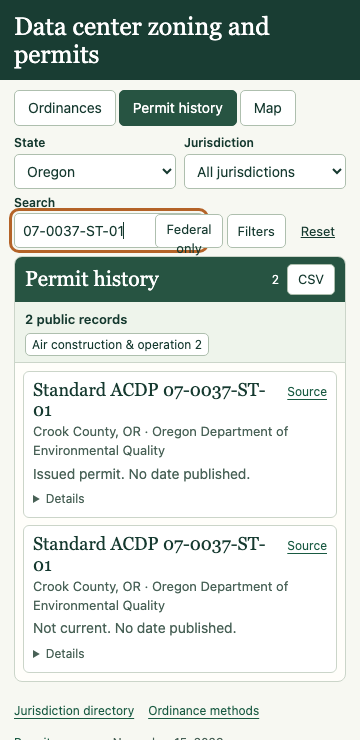 Data center zoning and
permits
Ordinances
Permit history
Map
State
Jurisdiction
Oregon
All jurisdictions
Search
07-0037-ST-01
Federal
only
Filters
Reset
Permit history
2
CSV
2 public records
Air construction & operation 2
Standard ACDP 07-0037-ST-
01
Source
Crook County, OR · Oregon Department of
Environmental Quality
Issued permit. No date published.
Details
Standard ACDP 07-0037-ST-
01
Source
Crook County, OR · Oregon Department of
Environmental Quality
Not current. No date published.
Details
Jurisdiction directory
Ordinance methods